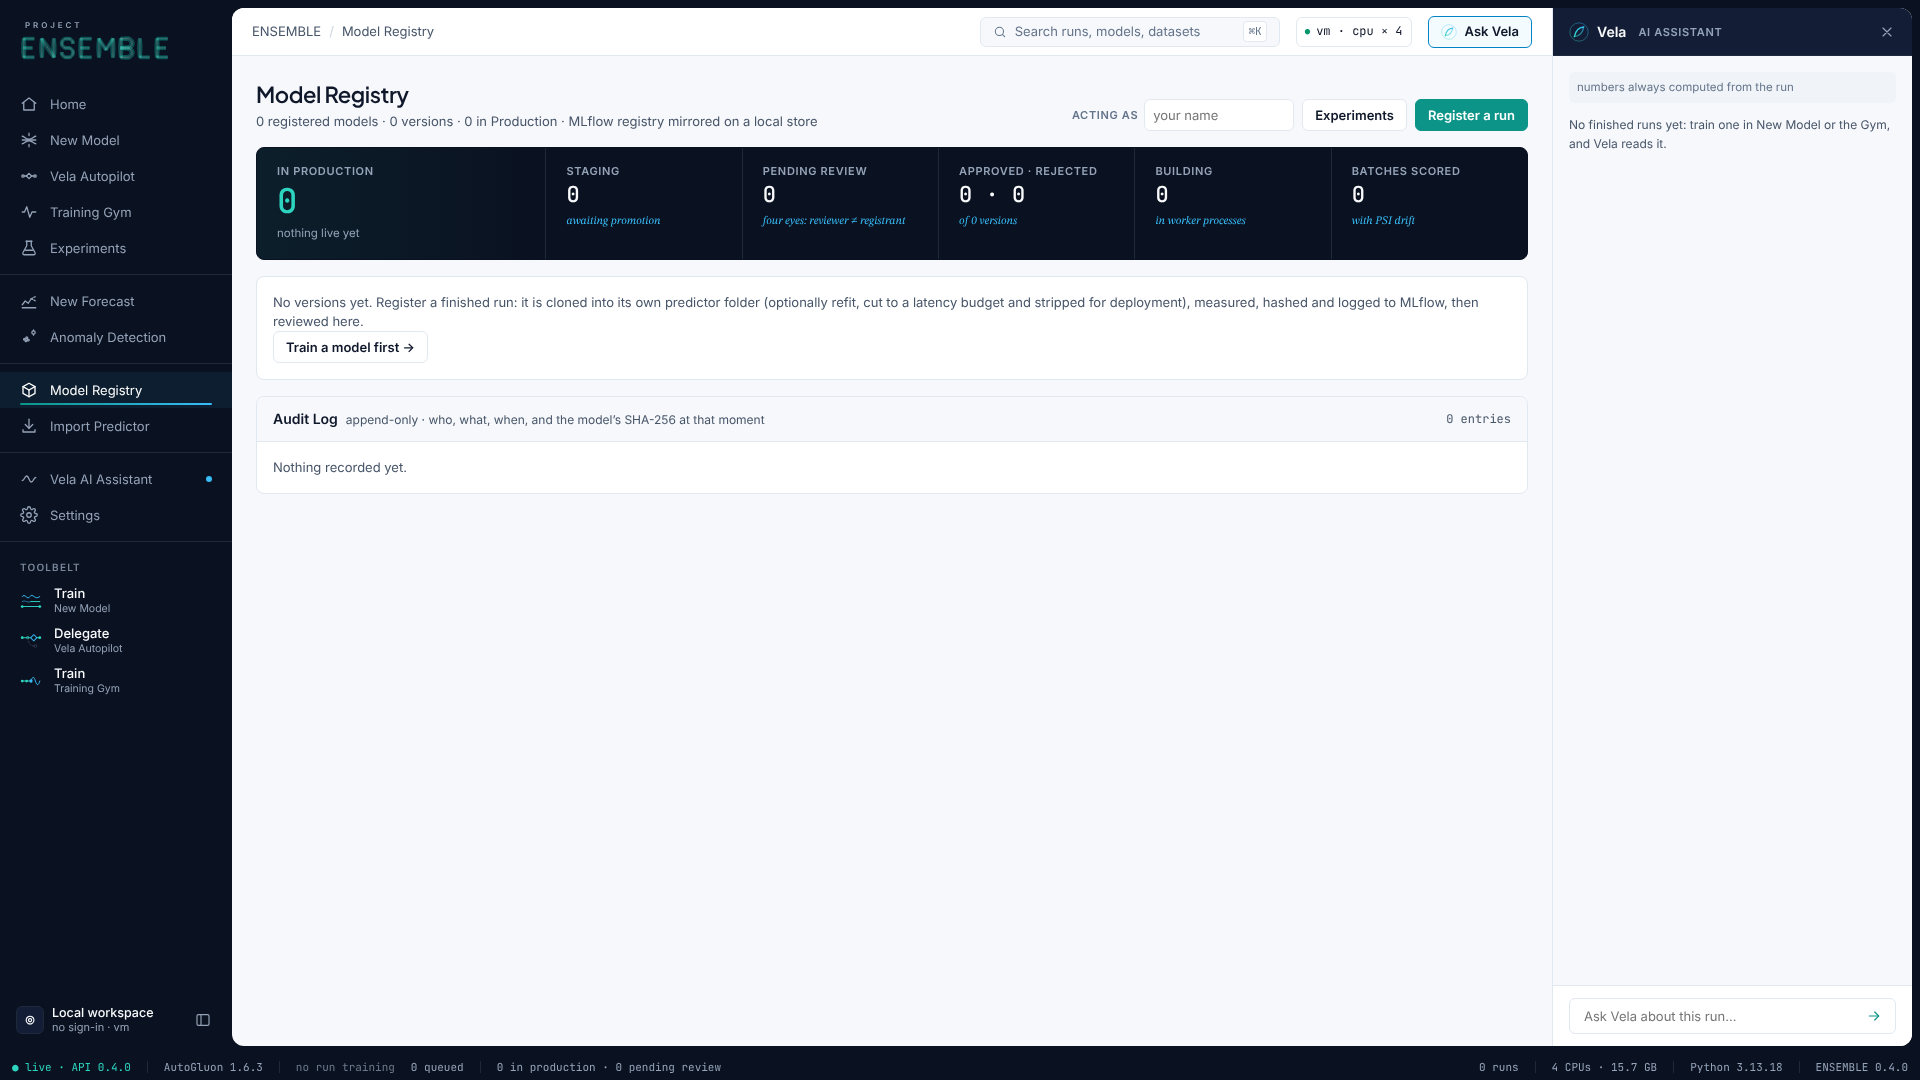 PROJECT
ENSEMBLE
Home
New Model
Vela Autopilot
Training Gym
Experiments
New Forecast
Anomaly Detection
Model Registry
Import Predictor
Vela AI Assistant
Settings
TOOLBELT
Train
New Model
Delegate
Vela Autopilot
Train
Training Gym
Local workspace
no sign-in · vm
ENSEMBLE / Model Registry
Search runs, models, datasets
⌘K
vm · cpu × 4
Ask Vela
Model Registry
0 registered models · 0 versions · 0 in Production · MLflow registry mirrored on a local store
ACTING AS
your name
Experiments
Register a run
IN PRODUCTION
0
nothing live yet
STAGING
0
awaiting promotion
PENDING REVIEW
0
four eyes: reviewer ≠ registrant
APPROVED · REJECTED
0 · 0
of 0 versions
BUILDING
0
in worker processes
BATCHES SCORED
0
with PSI drift
No versions yet. Register a finished run: it is cloned into its own predictor folder (optionally refit, cut to a latency budget and stripped for deployment), measured, hashed and logged to MLflow, then
reviewed here.
Train a model first →
Audit Log append-only · who, what, when, and the model's SHA-256 at that moment
0 entries
Nothing recorded yet.
Vela AI ASSISTANT
numbers always computed from the run
No finished runs yet: train one in New Model or the Gym,
and Vela reads it.
Ask Vela about this run...
live · API 0.4.0
AutoGluon 1.6.3
no run training
0 queued
0 in production · 0 pending review
0 runs
4 CPUs · 15.7 GB
Python 3.13.18
ENSEMBLE 0.4.0